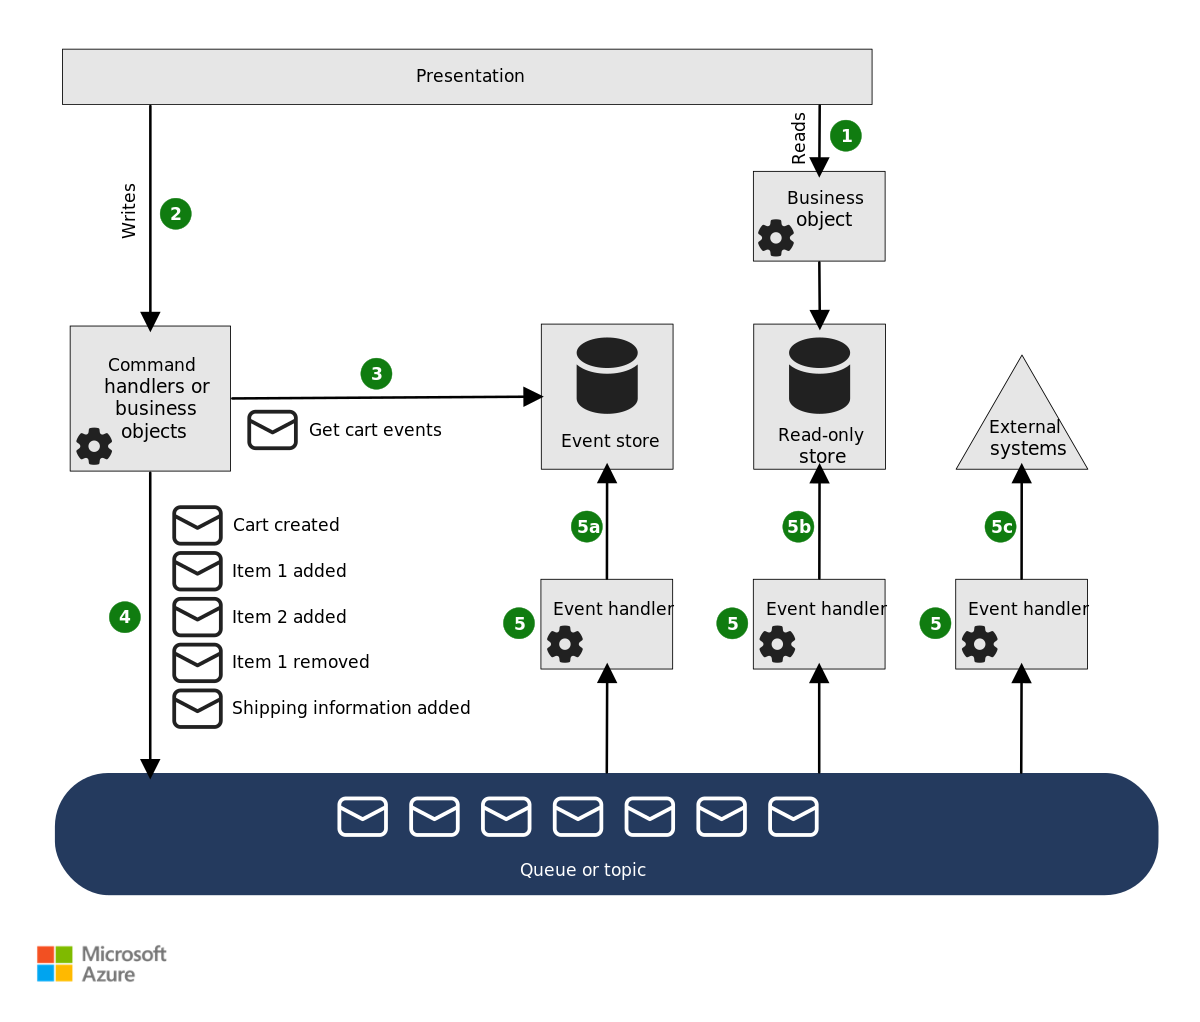 Presentation
Reads
1
Writes
2
Business
object
Command
handlers or
business
objects
3
Get cart events
Event store
Read-only
store
External
systems
Cart created
Item 1 added
Item 2 added
Item 1 removed
Shipping information added
4
5a
5b
5c
5
Event handler
5
Event handler
5
Event handler
Queue or topic
Microsoft
Azure